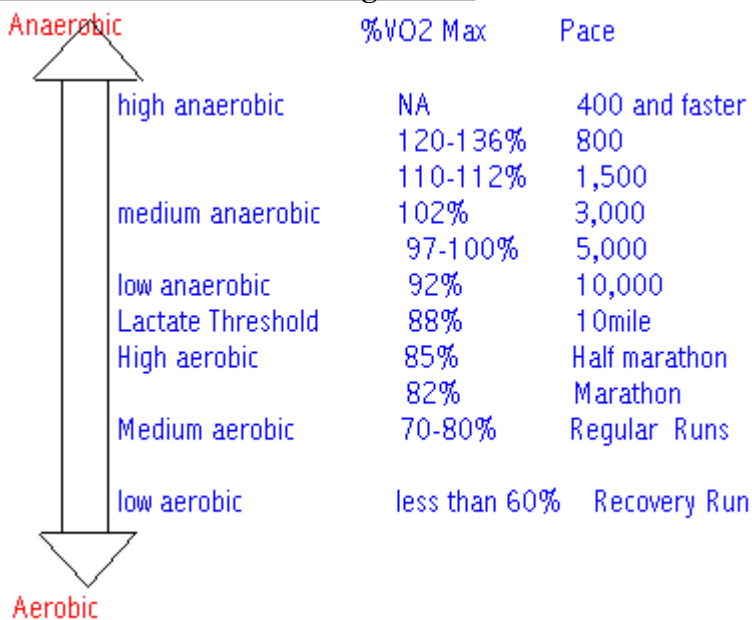 Anaerobic %VO2 Max Pace
high anaerobic NA 400 and faster
120-136% 800
110-112% 1,500
medium anaerobic 102% 3,000
97-100% 5,000
low anaerobic 92% 10,000
Lactate Threshold 88% 10mile
High aerobic 85% Half marathon
82% Marathon
Medium aerobic 70-80% Regular Runs
low aerobic less than 60% Recovery Run
Aerobic